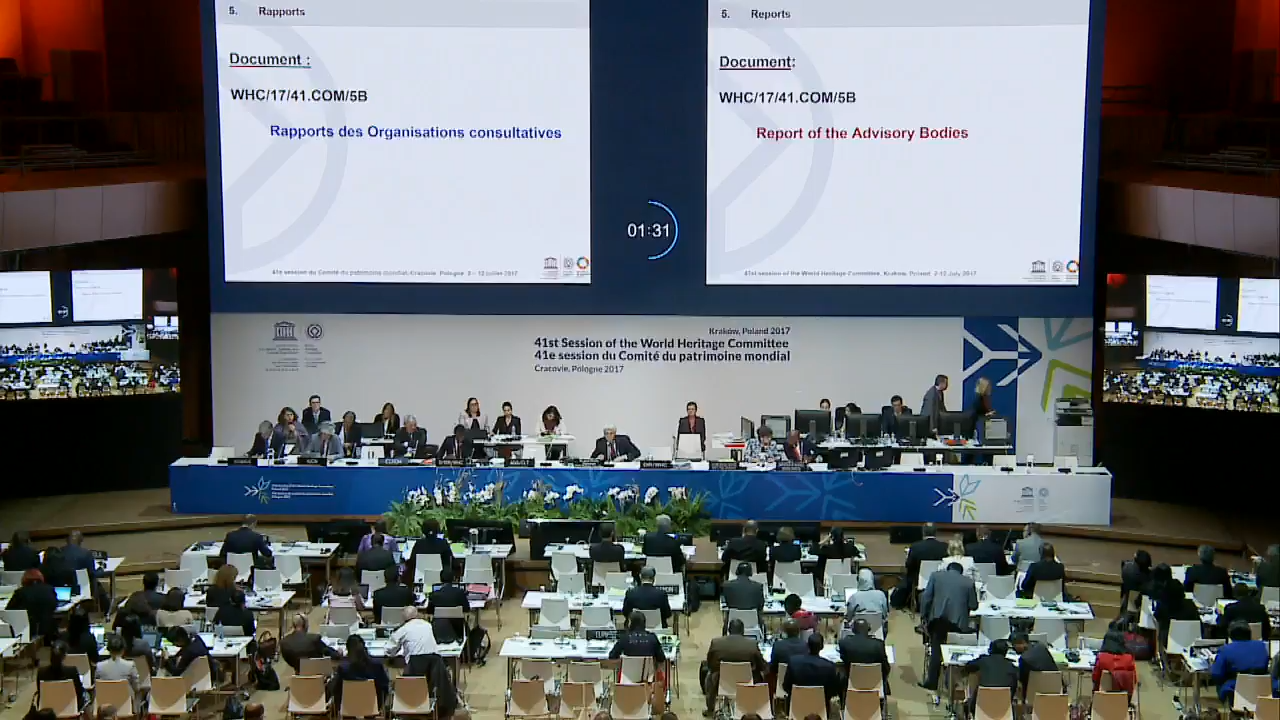 5. Rapports
Document :
WHC/17/41.COM/5B
Rapports des Organisations consultatives
41e session du Comité du patrimoine mondial, Cracovie, Pologne, 2 – 12 juillet 2017
5. Reports
Document:
WHC/17/41.COM/5B
Report of the Advisory Bodies
41st session of the World Heritage Committee, Krakow, Poland, 2-12 July 2017
01:31
Krakow, Poland 2017
41st Session of the World Heritage Committee
41e session du Comité du patrimoine mondial
Cracovie, Pologne 2017